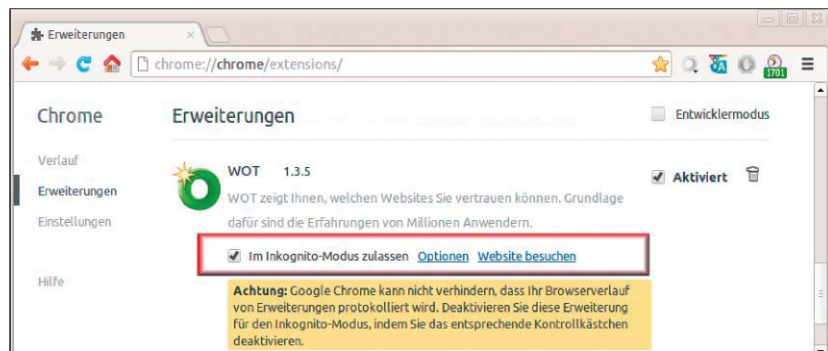 Erweiterungen
chrome://chrome/extensions/
1701
Chrome
Erweiterungen
Entwicklermodus
Verlauf
Erweiterungen
Einstellungen
Hilfe
WOT 1.3.5
Aktiviert
WOT zeigt Ihnen, welchen Websites Sie vertrauen können. Grundlage
dafür sind die Erfahrungen von Millionen Anwendern.
Im Inkognito-Modus zulassen Optionen Website besuchen
Achtung: Google Chrome kann nicht verhindern, dass Ihr Browserverlauf
von Erweiterungen protokolliert wird. Deaktivieren Sie diese Erweiterung
für den Inkognito-Modus, indem Sie das entsprechende Kontrollkästchen
deaktivieren.